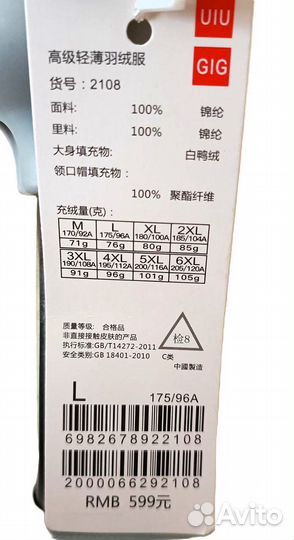 UIU
GIG
高级轻薄羽绒服
货号：2108
面料： 100% 锦纶
里料： 100% 锦纶
大身填充物： 白鸭绒
领口帽填充物：
100% 聚酯纤维
充绒量(克)：
M L XL 2XL
170/92A 175/96A 180/100A 185/104A
71g 76g 80g 85g
3XL 4XL 5XL 6XL
190/108A 195/112A 200/116A 205/120A
91g 96g 101g 105g
质量等级: 合格品
非直接接触皮肤的产品
执行标准:GB/T14272-2011
安全类别:GB 18401-2010 C类
检8
中國製造
L 175/96A
6982678922108
2000066292108
RMB 599元
Avito